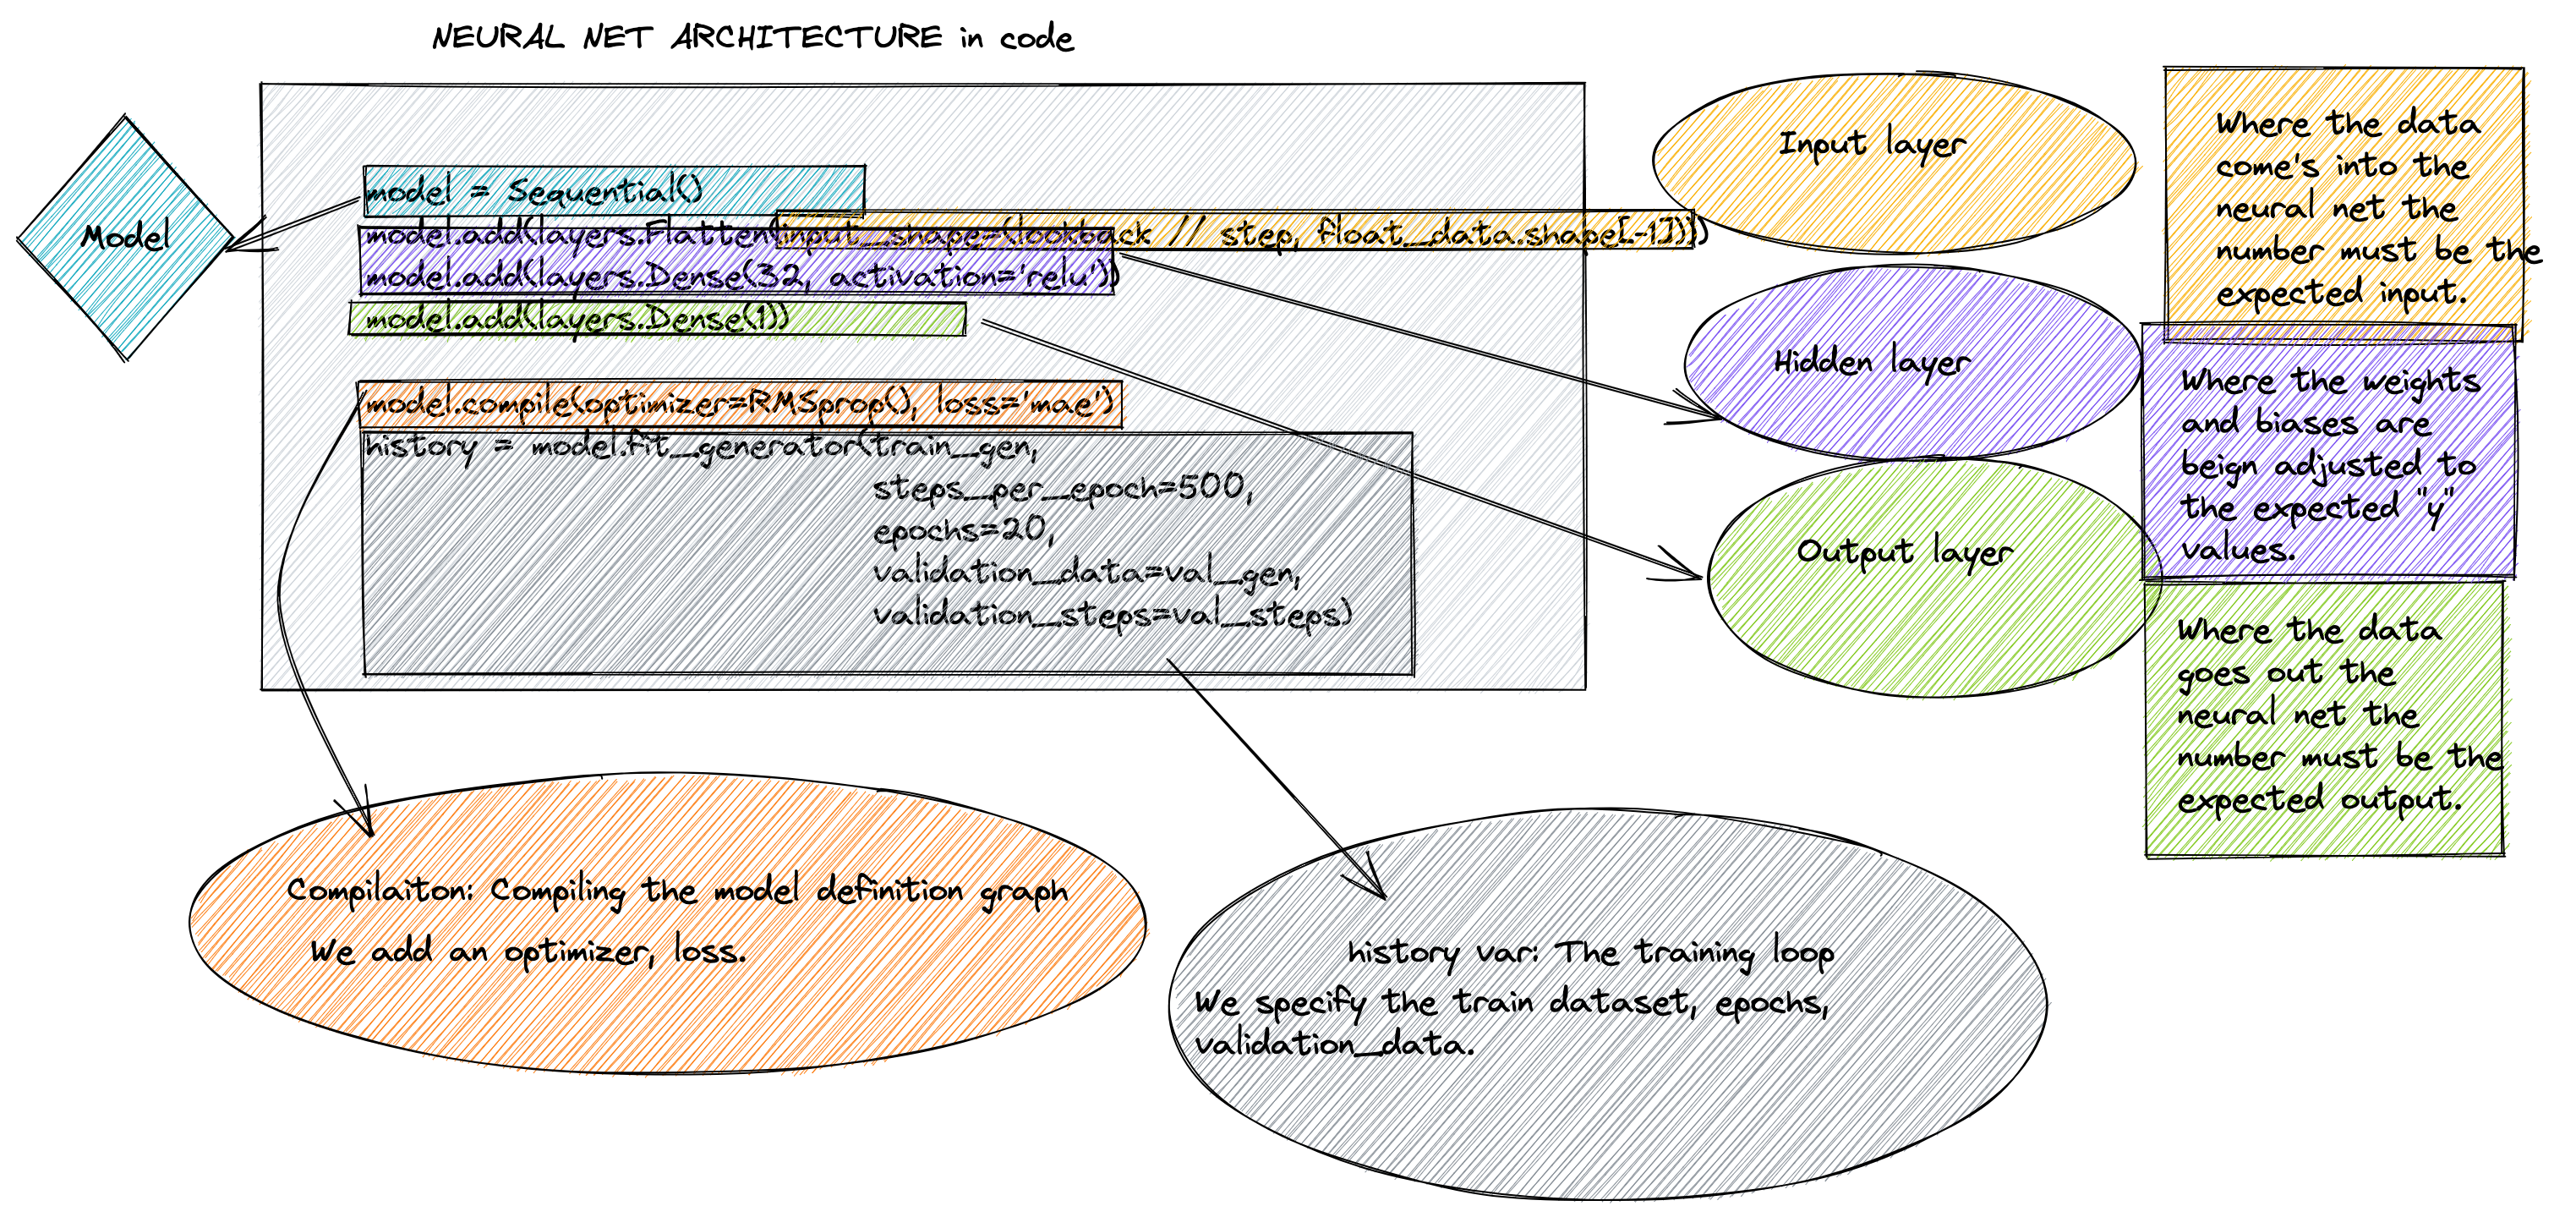 NEURAL NET ARCHITECTURE in code
Model
model = Sequential()
model.add(layers.Flatten(input_shape=(lookback // step, float_data.shape[-1])))
model.add(layers.Dense(32, activation='relu'))
model.add(layers.Dense(1))
model.compile(optimizer=RMSprop(), loss='mae')
history = model.fit_generator(train_gen,
steps_per_epoch=500,
epochs=20,
validation_data=val_gen,
validation_steps=val_steps)
Input layer
Where the data
come's into the
neural net the
number must be the
expected input.
Hidden layer
Where the weights
and biases are
beign adjusted to
the expected "y"
values.
Output layer
Where the data
goes out the
neural net the
number must be the
expected output.
Compilaiton: Compiling the model definition graph
We add an optimizer, loss.
history var: The training loop
We specify the train dataset, epochs,
validation_data.